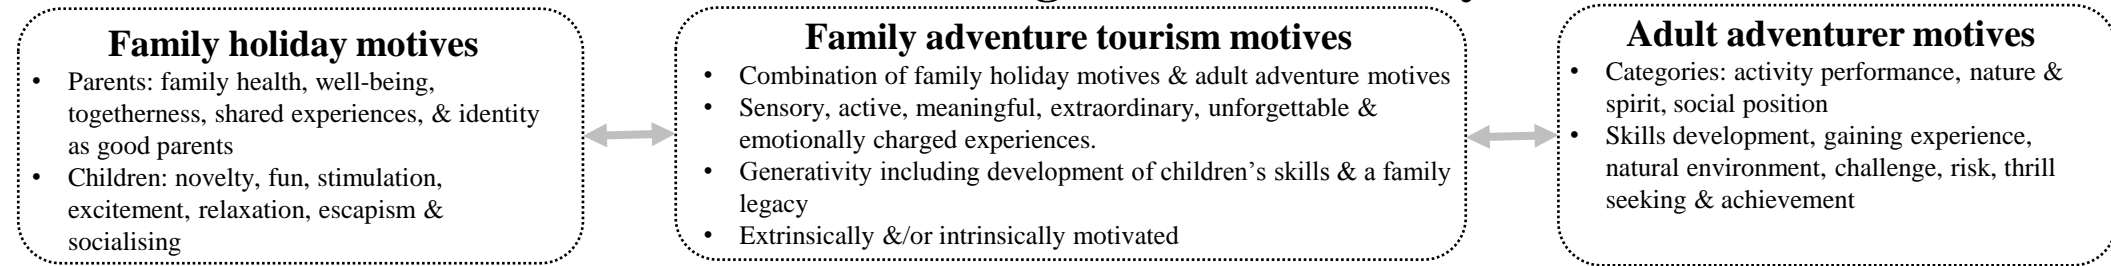 Family holiday motives
• Parents: family health, well-being,
togetherness, shared experiences, & identity
as good parents
• Children: novelty, fun, stimulation,
excitement, relaxation, escapism &
socialising
Family adventure tourism motives
• Combination of family holiday motives & adult adventure motives
• Sensory, active, meaningful, extraordinary, unforgettable &
emotionally charged experiences.
• Generativity including development of children’s skills & a family
legacy
• Extrinsically &/or intrinsically motivated
Adult adventurer motives
• Categories: activity performance, nature &
spirit, social position
• Skills development, gaining experience,
natural environment, challenge, risk, thrill
seeking & achievement